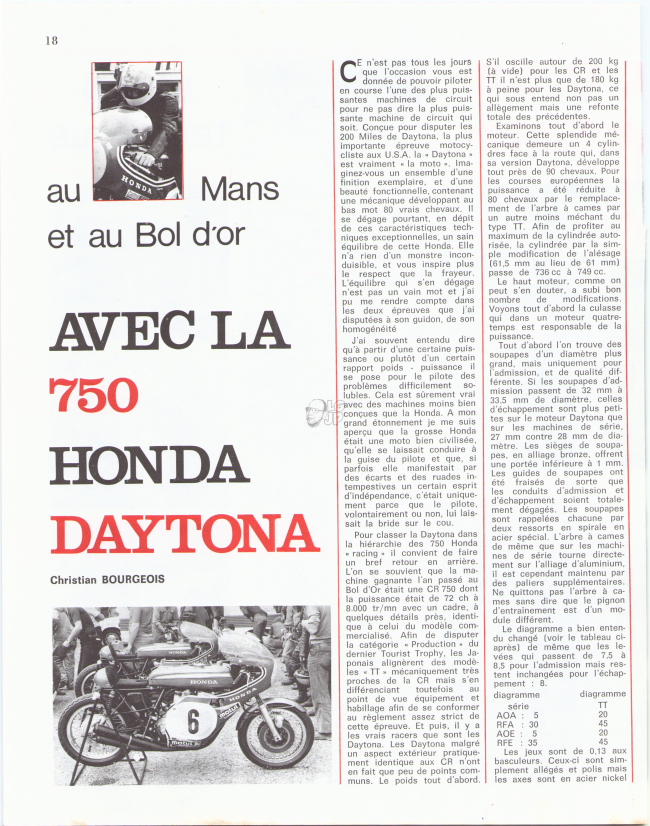 18
au Mans
et au Bol d'or
AVEC LA
750
HONDA
DAYTONA
Christian BOURGEOIS
HONDA
HONDA
HONDA
6
CE n'est pas tous les jours
que l'occasion vous est
donnée de pouvoir piloter
en course l'une des plus puis-
santes machines de circuit
pour ne pas dire la plus puis-
sante machine de circuit qui
soit. Conçue pour disputer les
200 Miles de Daytona, la plus
importante épreuve motocy-
cliste aux U.S.A. la « Daytona »
est vraiment « la moto ». Ima-
ginez-vous un ensemble d'une
finition exemplaire, et d'une
beauté fonctionnelle, contenant
une mécanique développant au
bas mot 80 vrais chevaux. Il
se dégage pourtant, en dépit
de ces caractéristiques tech-
niques exceptionnelles, un sain
équilibre de cette Honda. Elle
n'a rien d'un monstre incon-
duisible, et vous inspire plus
le respect que la frayeur.
L'équilibre qui s'en dégage
n'est pas un vain mot et j'ai
pu me rendre compte dans
les deux épreuves que j'ai
disputées à son guidon, de son
homogénéité
J'ai souvent entendu dire
qu'à partir d'une certaine puis-
sance ou plutôt d'un certain
rapport poids - puissance il
se pose pour le pilote des
problèmes difficilement so-
lubles. Cela est sûrement vrai
avec des machines moins bien
conçues que la Honda. A mon
grand étonnement je me suis
aperçu que la grosse Honda
était une moto bien civilisée,
qu'elle se laissait conduire à
la guise du pilote et que, si
parfois elle manifestait par
des écarts et des ruades in-
tempestives un certain esprit
d'indépendance, c'était unique-
ment parce que le pilote,
volontairement ou non, lui lais-
sait la bride sur le cou.
Pour classer la Daytona dans
la hiérarchie des 750 Honda
« racing » il convient de faire
un bref retour en arrière.
L'on se souvient que la ma-
chine gagnante l'an passé au
Bol d'Or était une CR 750 dont
la puissance était de 72 ch à
8.000 tr/mn avec un cadre, à
quelques détails près, identi-
que à celui du modèle com-
mercialisé. Afin de disputer
la catégorie « Production » du
dernier Tourist Trophy, les Ja-
ponais alignèrent des modè-
les « TT » mécaniquement très
proches de la CR mais s'en
différenciant toutefois au
point de vue équipement et
habillage afin de se conformer
au règlement assez strict de
cette épreuve. Et puis, il y a
les vrais racers que sont les
Daytona. Les Daytona malgré
un aspect extérieur pratique-
ment identique aux CR n'ont
en fait que peu de points com-
muns. Le poids tout d'abord.
S'il oscille autour de 200 kg
(à vide) pour les CR et les
TT il n'est plus que de 180 kg
à peine pour les Daytona, ce
qui sous entend non pas un
allègement mais une refonte
totale des précédentes.
Examinons tout d'abord le
moteur. Cette splendide mé-
canique demeure un 4 cylin-
dres face à la route qui, dans
sa version Daytona, développe
tout près de 90 chevaux. Pour
les courses européennes la
puissance a été réduite à
80 chevaux par le remplace-
ment de l'arbre à cames par
un autre moins méchant du
type TT. Afin de profiter au
maximum de la cylindrée auto-
risée, la cylindrée par la sim-
ple modification de l'alésage
(61,5 mm au lieu de 61 mm)
passe de 736 cc à 749 cc.
Le haut moteur, comme on
peut s'en douter, a subi bon
nombre de modifications.
Voyons tout d'abord la culasse
qui dans un moteur quatre-
temps est responsable de la
puissance.
Tout d'abord l'on trouve des
soupapes d'un diamètre plus
grand, mais uniquement pour
l'admission, et de qualité dif-
férente. Si les soupapes d'ad-
mission passent de 32 mm à
33,5 mm de diamètre, celles
d'échappement sont plus peti-
tes sur le moteur Daytona que
sur les machines de série,
27 mm contre 28 mm de dia-
mètre. Les sièges de soupa-
pes, en alliage bronze, offrent
une portée inférieure à 1 mm.
Les guides de soupapes ont
été fraisés de sorte que
les conduits d'admission et
d'échappement soient totale-
ment dégagés. Les soupapes
sont rappelées chacune par
deux ressorts en spirale en
acier spécial. L'arbre à cames
de même que sur les machi-
nes de série tourne directe-
ment sur l'alliage d'aluminium,
il est cependant maintenu par
des paliers supplémentaires.
Ne quittons pas l'arbre à ca-
mes sans dire que le pignon
d'entraînement est d'un mo-
dule différent.
Le diagramme a bien enten-
du changé (voir le tableau ci-
après) de même que les le-
vées qui passent de 7,5 à
8,5 pour l'admission mais res-
tent inchangées pour l'échap-
pement : 8.
diagramme diagramme
série TT
AOA : 5 20
RFA : 30 45
AOE : 5 20
RFE : 35 45
Les jeux sont de 0,13 aux
basculeurs. Ceux-ci sont sim-
plement allégés et polis mais
les axes sont en acier nickel